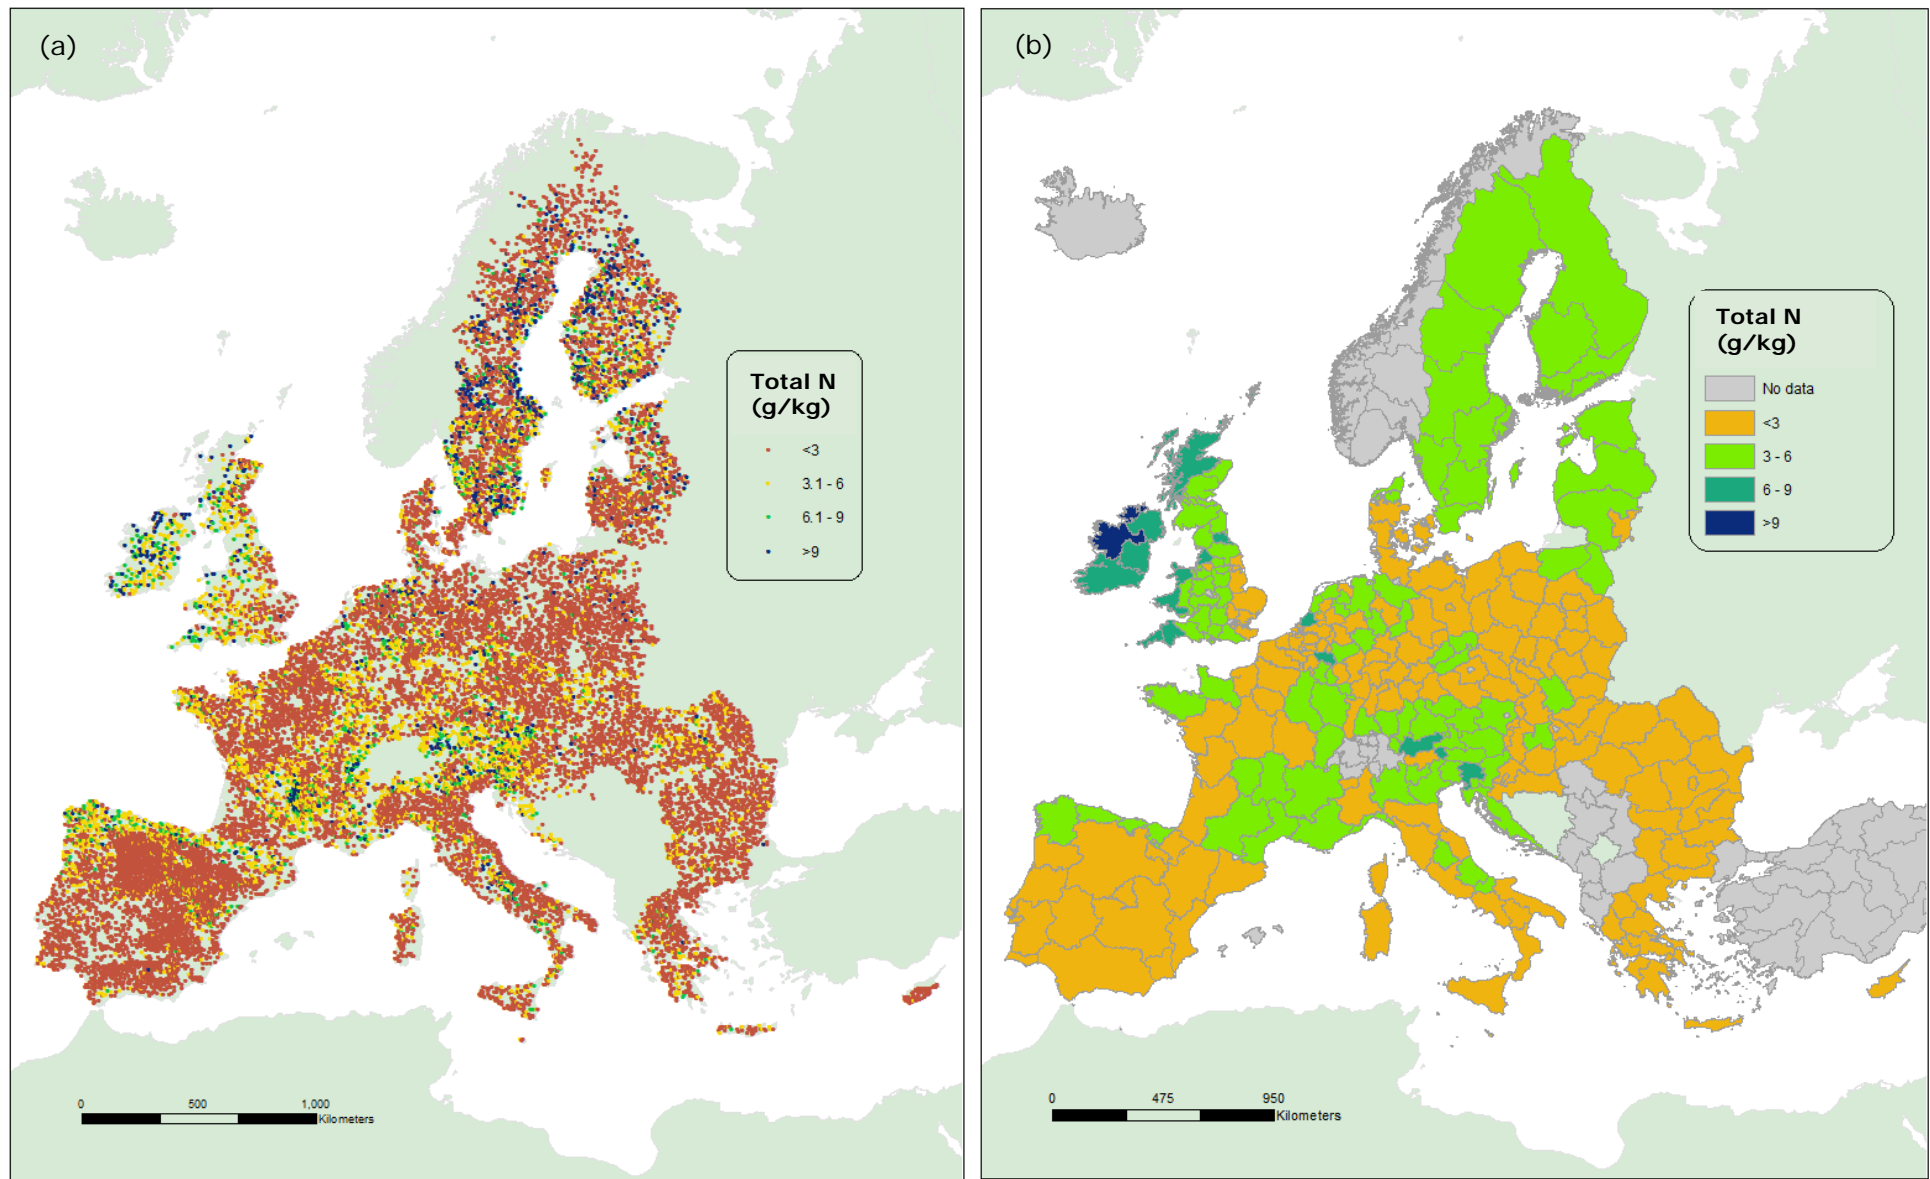 (a)
Total N
(g/kg)
<3
3.1 - 6
6.1 - 9
>9
0 500 1,000
Kilometers
(b)
Total N
(g/kg)
No data
<3
3 - 6
6 - 9
>9
0 475 950
Kilometers